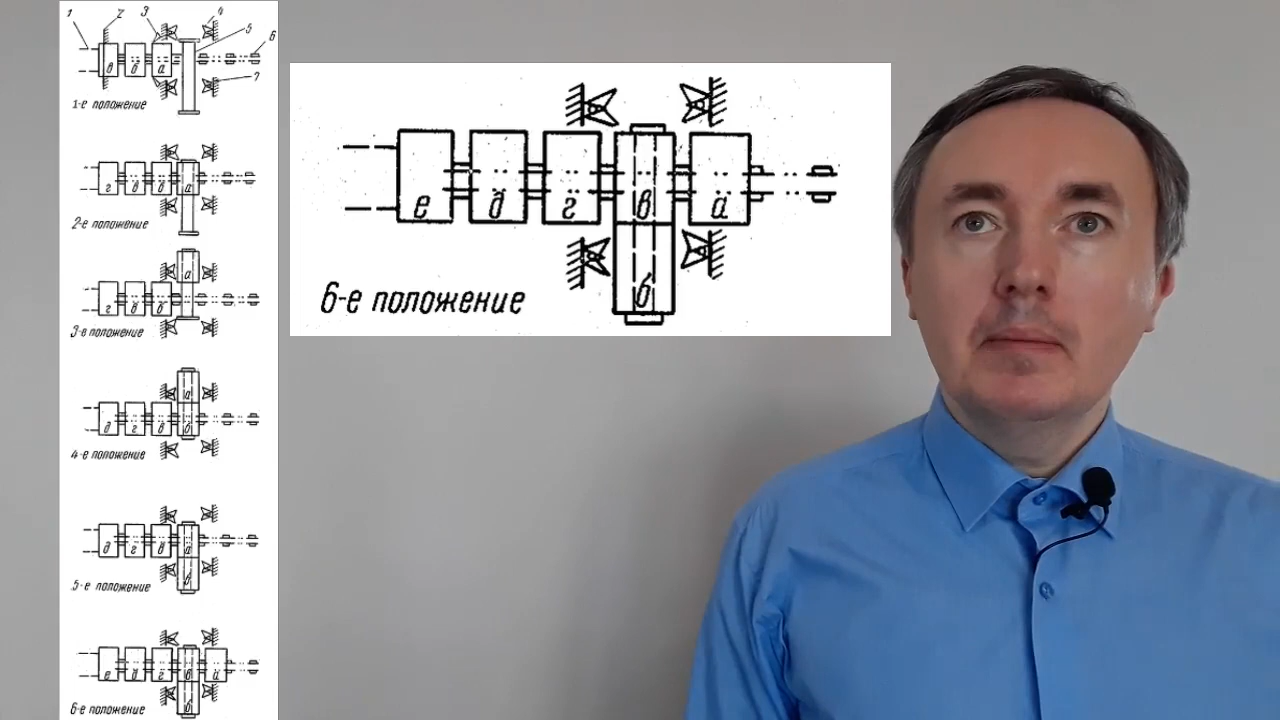 1 2 3 4 5 6 7
в б а
1-е положение
г в б а
2-е положение
а
г в б
3-е положение
а
д г в б
4-е положение
д г в а
б
5-е положение
е д г в а
б
6-е положение
е д г в а
б
6-е положение